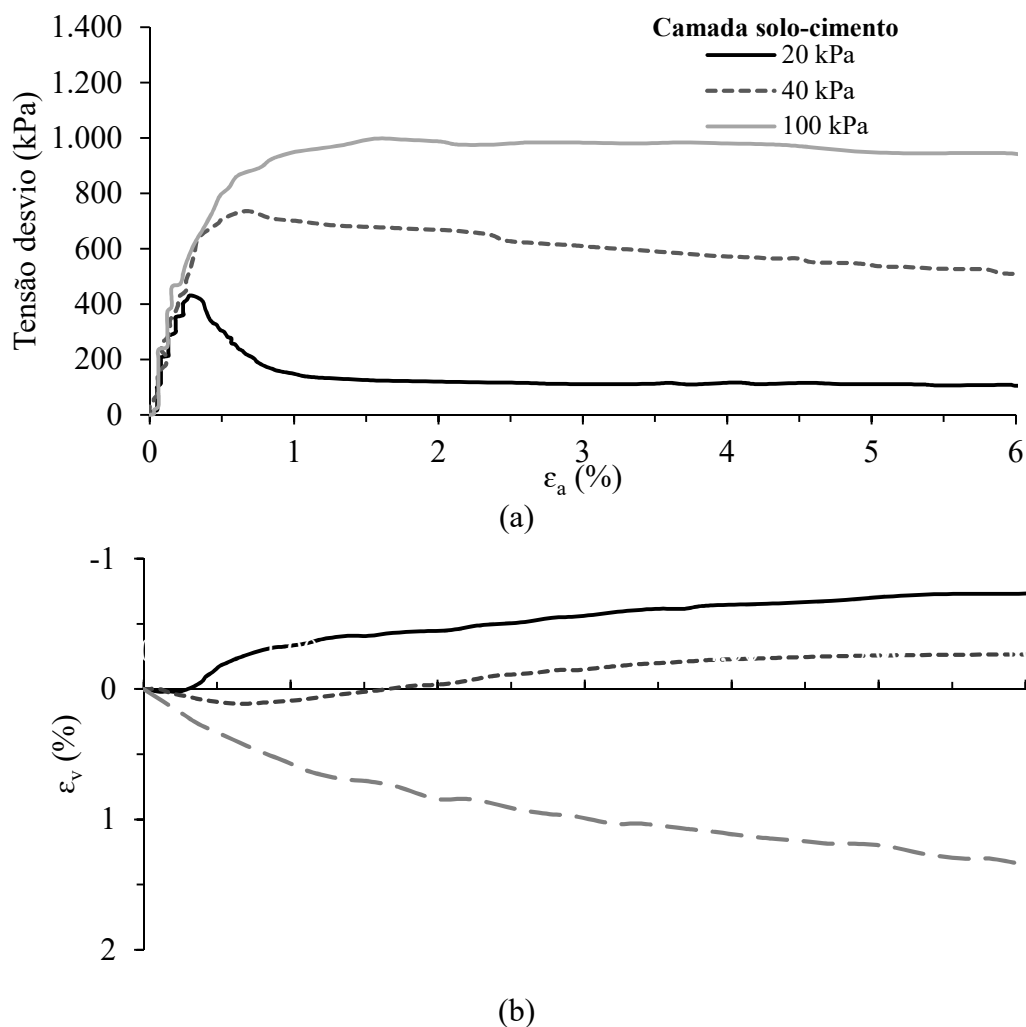 1.400
1.200
1.000
800
600
400
200
0
Tensão desvio (kPa)
Camada solo-cimento
20 kPa
40 kPa
100 kPa
0 1 2 3 4 5 6
εa (%)
(a)
-1
0
1
2
εv (%)
(b)